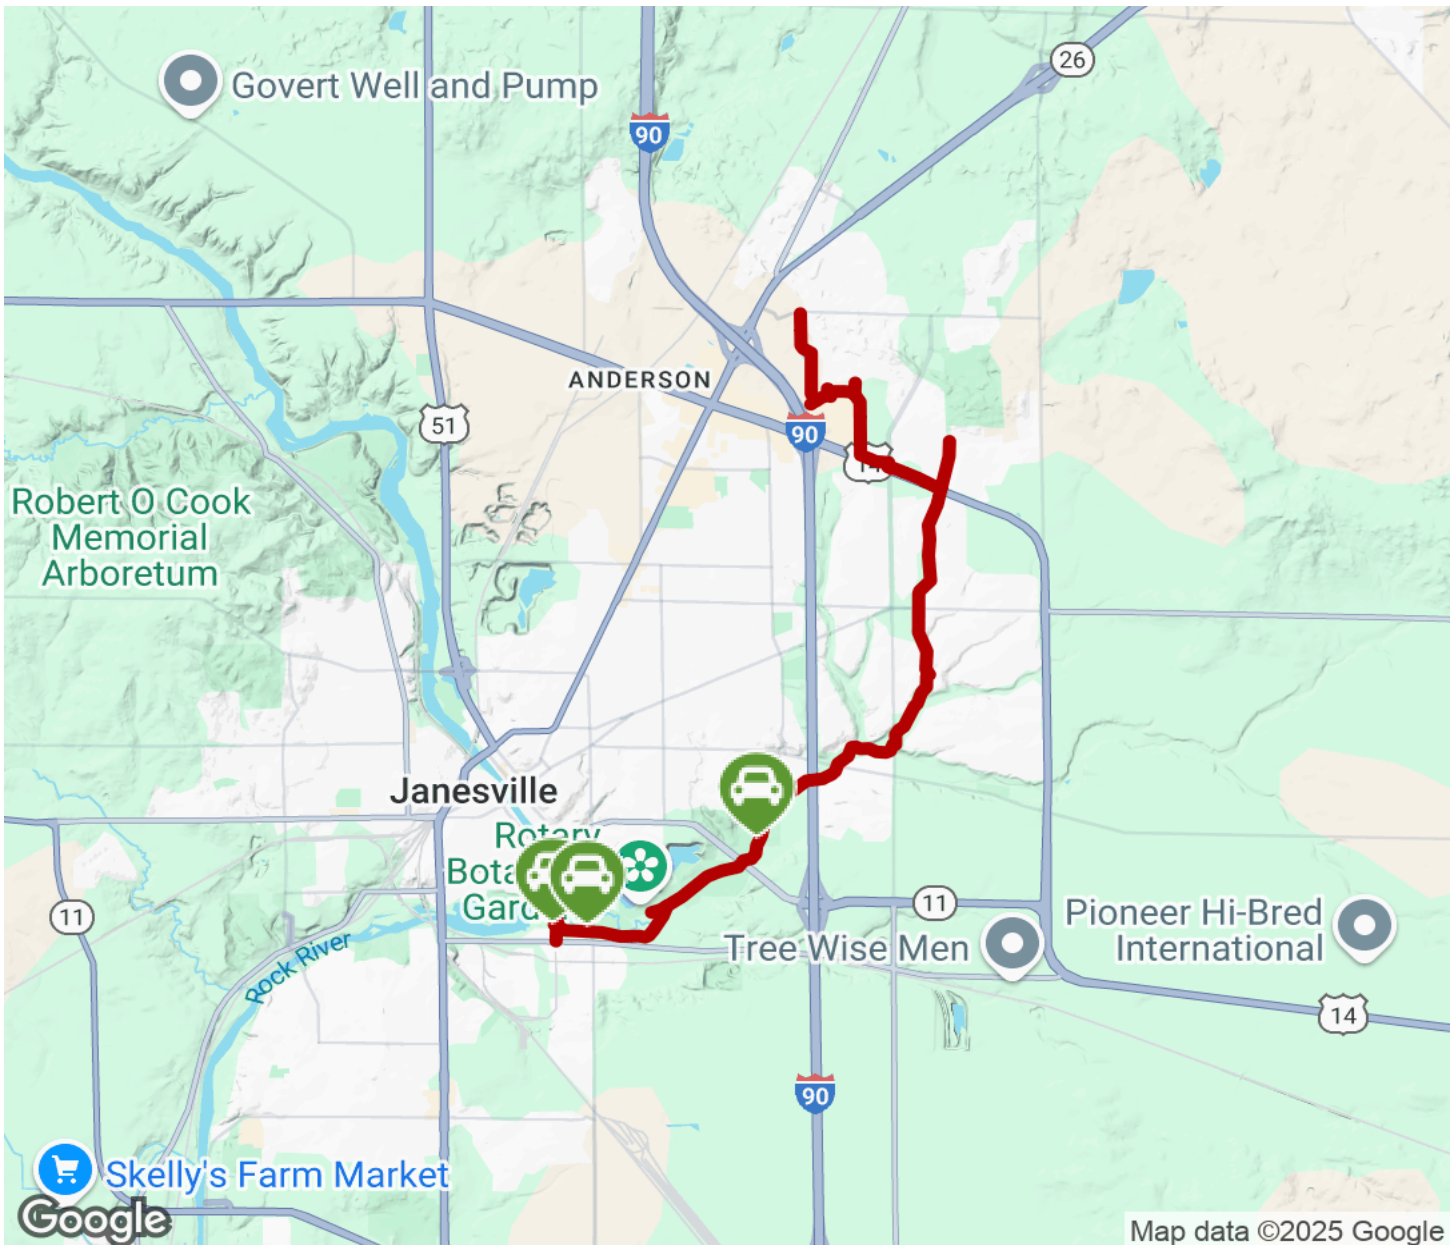 26
Govert Well and Pump
90
ANDERSON
51
90
14
Robert O Cook
Memorial
Arboretum
Janesville
Rotary
Gard
11
11
Pioneer Hi-Bred
International
Tree Wise Men
Rock River
14
90
Skelly's Farm Market
Google
Map data ©2025 Google